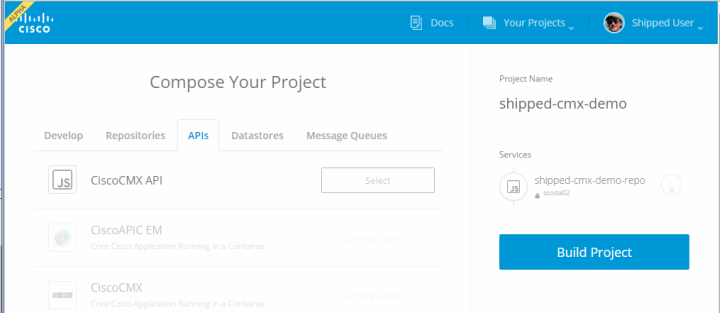 ALPHA
CISCO
Docs
Your Projects
Shipped User
Compose Your Project
Develop
Repositories
APIs
Datastores
Message Queues
JS
CiscoCMX API
Select
CiscoAPIC EM
Core Cisco Application Running in a Container
Coming Soon
CiscoCMX
Core Cisco Application Running in a Container
Coming Soon
Project Name
shipped-cmx-demo
Services
JS
shipped-cmx-demo-repo
tooda02
Build Project